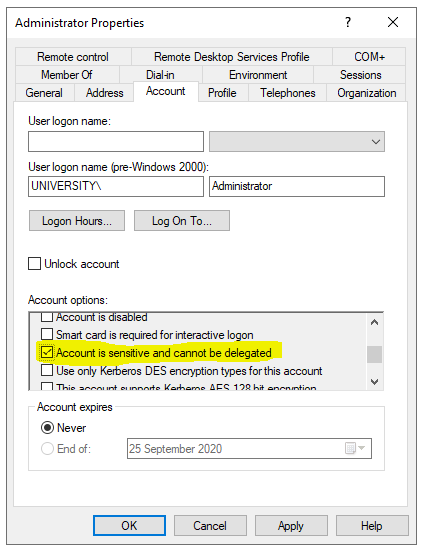 Administrator Properties
?
Remote control
Remote Desktop Services Profile
COM+
Member Of
Dial-in
Environment
Sessions
General
Address
Account
Profile
Telephones
Organization
User logon name:
User logon name (pre-Windows 2000):
UNIVERSITY\
Administrator
Logon Hours...
Log On To...
Unlock account
Account options:
Account is disabled
Smart card is required for interactive logon
Account is sensitive and cannot be delegated
Use only Kerberos DES encryption types for this account
This account supports Kerberos AES 128 bit encryption
Account expires
Never
End of:
25 September 2020
OK
Cancel
Apply
Help